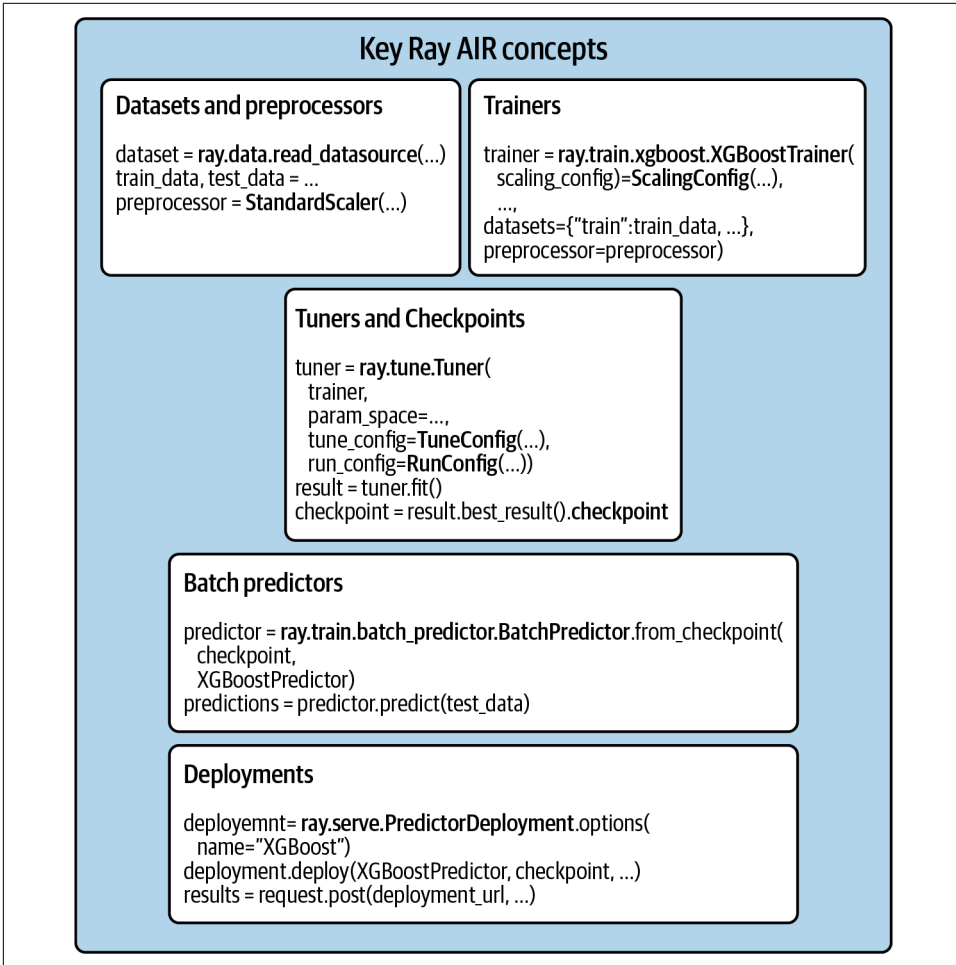 Key Ray AIR concepts
Datasets and preprocessors
dataset = ray.data.read_datasource(...)
train_data, test_data = ...
preprocessor = StandardScaler(...)
Trainers
trainer = ray.train.xgboost.XGBoostTrainer(
scaling_config)=ScalingConfig(...),
...,
datasets={"train":train_data, ...},
preprocessor=preprocessor)
Tuners and Checkpoints
tuner = ray.tune.Tuner(
trainer,
param_space=...,
tune_config=TuneConfig(...),
run_config=RunConfig(...))
result = tuner.fit()
checkpoint = result.best_result().checkpoint
Batch predictors
predictor = ray.train.batch_predictor.BatchPredictor.from_checkpoint(
checkpoint,
XGBoostPredictor)
predictions = predictor.predict(test_data)
Deployments
deployemnt= ray.serve.PredictorDeployment.options(
name="XGBoost")
deployment.deploy(XGBoostPredictor, checkpoint, ...)
results = request.post(deployment_url, ...)